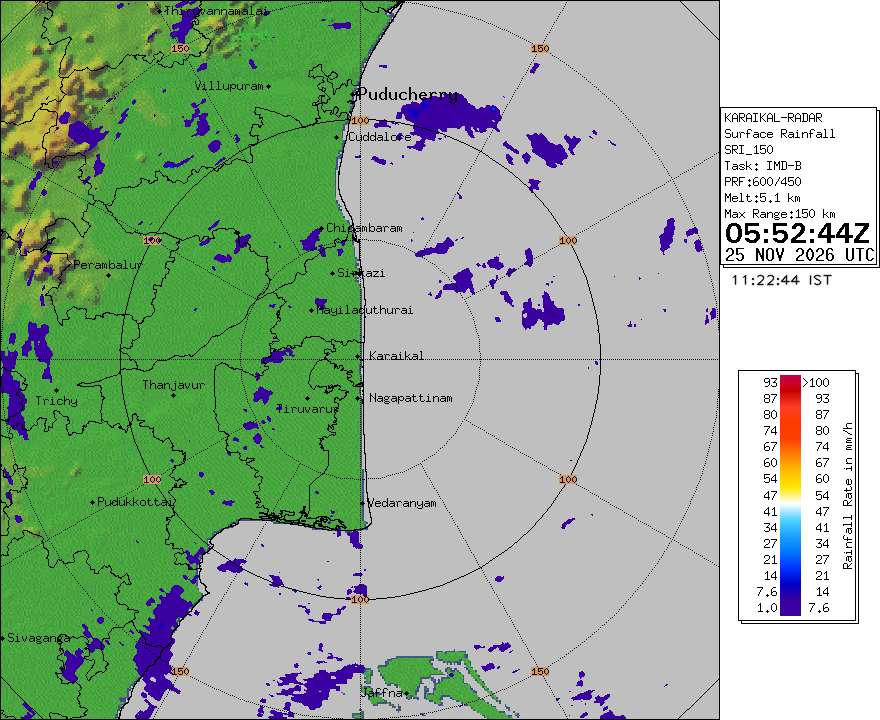 Thiruvannamalai
150
150
Villupuram
Puducherry
100
Cuddalore
KARAIKAL-RADAR
Surface Rainfall
SRI_150
Task: IMD-B
PRF:600/450
Melt:5.1 km
Max Range:150 km
05:52:44Z
25 NOV 2026 UTC
11:22:44 IST
Chidambaram
100
100
Perambalur
Sirkazi
Mayiladuthurai
Karaikal
Thanjavur
Trichy
Nagapattinam
Tiruvarur
100
100
Pudukkottai
Vedaranyam
100
Sivaganga
150
150
Jaffna
93 >100
87 93
80 87
74 80
67 74
60 67
54 60
47 54
41 47
34 41
27 34
21 27
14 21
7.6 14
1.0 7.6
Rainfall Rate in mm/h